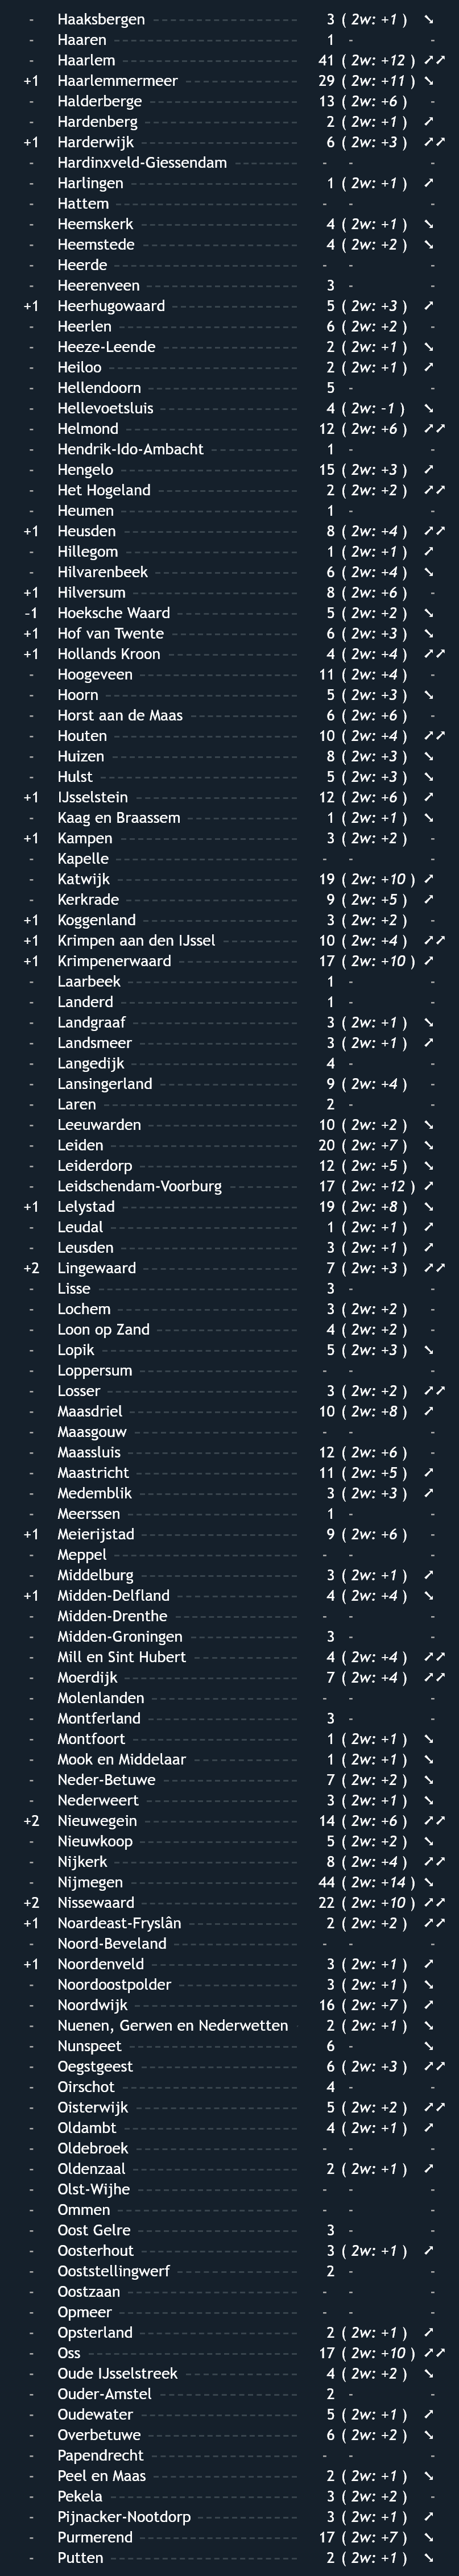 - Haaksbergen 3 ( 2w: +1 ) ➘
- Haaren 1 - -
- Haarlem 41 ( 2w: +12 ) ➚➚
+1 Haarlemmermeer 29 ( 2w: +11 ) ➘
- Halderberge 13 ( 2w: +6 ) -
- Hardenberg 2 ( 2w: +1 ) ➚
+1 Harderwijk 6 ( 2w: +3 ) ➚➚
- Hardinxveld-Giessendam - - -
- Harlingen 1 ( 2w: +1 ) ➚
- Hattem - - -
- Heemskerk 4 ( 2w: +1 ) ➘
- Heemstede 4 ( 2w: +2 ) ➘
- Heerde - - -
- Heerenveen 3 - -
+1 Heerhugowaard 5 ( 2w: +3 ) ➚
- Heerlen 6 ( 2w: +2 ) -
- Heeze-Leende 2 ( 2w: +1 ) ➘
- Heiloo 2 ( 2w: +1 ) ➚
- Hellendoorn 5 - -
- Hellevoetsluis 4 ( 2w: -1 ) ➘
- Helmond 12 ( 2w: +6 ) ➚➚
- Hendrik-Ido-Ambacht 1 - -
- Hengelo 15 ( 2w: +3 ) ➚
- Het Hogeland 2 ( 2w: +2 ) ➚➚
- Heumen 1 - -
+1 Heusden 8 ( 2w: +4 ) ➚➚
- Hillegom 1 ( 2w: +1 ) ➚
- Hilvarenbeek 6 ( 2w: +4 ) ➘
+1 Hilversum 8 ( 2w: +6 ) -
-1 Hoeksche Waard 5 ( 2w: +2 ) ➘
+1 Hof van Twente 6 ( 2w: +3 ) ➘
+1 Hollands Kroon 4 ( 2w: +4 ) ➚➚
- Hoogeveen 11 ( 2w: +4 ) -
- Hoorn 5 ( 2w: +3 ) ➘
- Horst aan de Maas 6 ( 2w: +6 ) -
- Houten 10 ( 2w: +4 ) ➚➚
- Huizen 8 ( 2w: +3 ) ➘
- Hulst 5 ( 2w: +3 ) ➘
+1 IJsselstein 12 ( 2w: +6 ) ➚
- Kaag en Braassem 1 ( 2w: +1 ) ➘
+1 Kampen 3 ( 2w: +2 ) -
- Kapelle - - -
- Katwijk 19 ( 2w: +10 ) ➚
- Kerkrade 9 ( 2w: +5 ) ➚
+1 Koggenland 3 ( 2w: +2 ) -
+1 Krimpen aan den IJssel 10 ( 2w: +4 ) ➚➚
+1 Krimpenerwaard 17 ( 2w: +10 ) ➚
- Laarbeek 1 - -
- Landerd 1 - -
- Landgraaf 3 ( 2w: +1 ) ➘
- Landsmeer 3 ( 2w: +1 ) ➚
- Langedijk 4 - -
- Lansingerland 9 ( 2w: +4 ) -
- Laren 2 - -
- Leeuwarden 10 ( 2w: +2 ) ➘
- Leiden 20 ( 2w: +7 ) ➘
- Leiderdorp 12 ( 2w: +5 ) ➘
- Leidschendam-Voorburg 17 ( 2w: +12 ) ➚
+1 Lelystad 19 ( 2w: +8 ) ➘
- Leudal 1 ( 2w: +1 ) ➚
- Leusden 3 ( 2w: +1 ) ➚
+2 Lingewaard 7 ( 2w: +3 ) ➚➚
- Lisse 3 - -
- Lochem 3 ( 2w: +2 ) -
- Loon op Zand 4 ( 2w: +2 ) -
- Lopik 5 ( 2w: +3 ) ➘
- Loppersum - - -
- Losser 3 ( 2w: +2 ) ➚➚
- Maasdriel 10 ( 2w: +8 ) ➚
- Maasgouw - - -
- Maassluis 12 ( 2w: +6 ) -
- Maastricht 11 ( 2w: +5 ) ➚
- Medemblik 3 ( 2w: +3 ) ➚
- Meerssen 1 - -
+1 Meierijstad 9 ( 2w: +6 ) -
- Meppel - - -
- Middelburg 3 ( 2w: +1 ) ➚
+1 Midden-Delfland 4 ( 2w: +4 ) ➘
- Midden-Drenthe - - -
- Midden-Groningen 3 - -
- Mill en Sint Hubert 4 ( 2w: +4 ) ➚➚
- Moerdijk 7 ( 2w: +4 ) ➚➚
- Molenlanden - - -
- Montferland 3 - -
- Montfoort 1 ( 2w: +1 ) ➘
- Mook en Middelaar 1 ( 2w: +1 ) ➘
- Neder-Betuwe 7 ( 2w: +2 ) ➘
- Nederweert 3 ( 2w: +1 ) ➘
+2 Nieuwegein 14 ( 2w: +6 ) ➚➚
- Nieuwkoop 5 ( 2w: +2 ) ➘
- Nijkerk 8 ( 2w: +4 ) ➚➚
- Nijmegen 44 ( 2w: +14 ) ➘
+2 Nissewaard 22 ( 2w: +10 ) ➚➚
+1 Noardeast-Fryslân 2 ( 2w: +2 ) ➚➚
- Noord-Beveland - - -
+1 Noordenveld 3 ( 2w: +1 ) ➚
- Noordoostpolder 3 ( 2w: +1 ) ➘
- Noordwijk 16 ( 2w: +7 ) ➚
- Nuenen, Gerwen en Nederwetten 2 ( 2w: +1 ) ➘
- Nunspeet 6 - ➘
- Oegstgeest 6 ( 2w: +3 ) ➚➚
- Oirschot 4 - -
- Oisterwijk 5 ( 2w: +2 ) ➚➚
- Oldambt 4 ( 2w: +1 ) ➚
- Oldebroek - - -
- Oldenzaal 2 ( 2w: +1 ) ➚
- Olst-Wijhe - - -
- Ommen - - -
- Oost Gelre 3 - -
- Oosterhout 3 ( 2w: +1 ) ➚
- Ooststellingwerf 2 - -
- Oostzaan - - -
- Opmeer - - -
- Opsterland 2 ( 2w: +1 ) ➚
- Oss 17 ( 2w: +10 ) ➚➚
- Oude IJsselstreek 4 ( 2w: +2 ) ➘
- Ouder-Amstel 2 - -
- Oudewater 5 ( 2w: +1 ) ➚
- Overbetuwe 6 ( 2w: +2 ) ➘
- Papendrecht - - -
- Peel en Maas 2 ( 2w: +1 ) ➘
- Pekela 3 ( 2w: +2 ) -
- Pijnacker-Nootdorp 3 ( 2w: +1 ) ➚
- Purmerend 17 ( 2w: +7 ) ➘
- Putten 2 ( 2w: +1 ) ➘